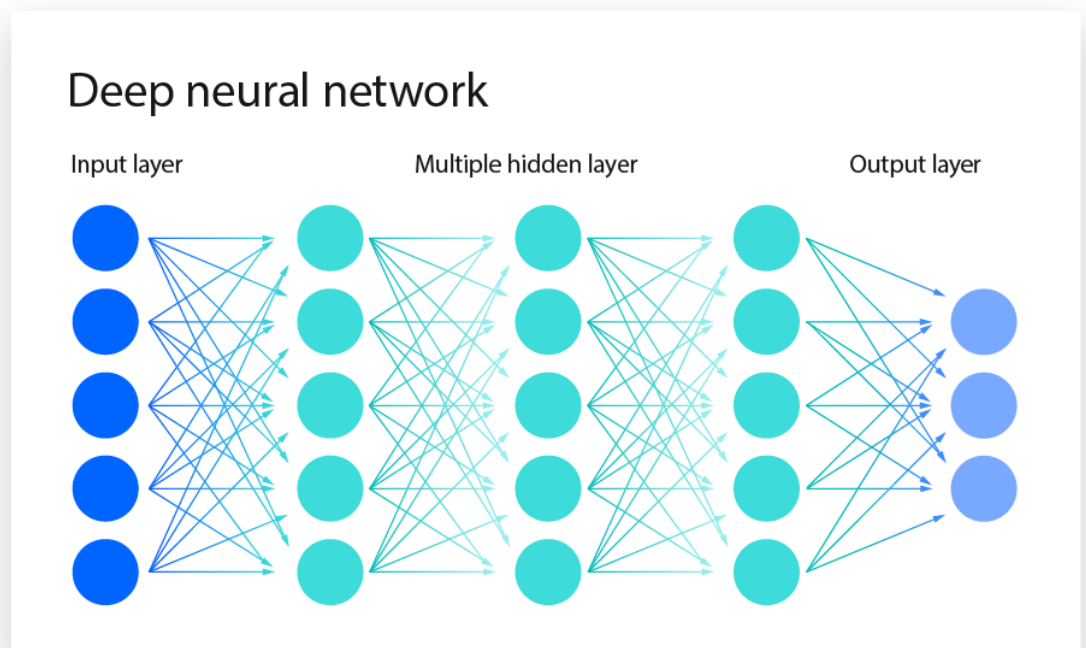 Deep neural network
Input layer
Multiple hidden layer
Output layer